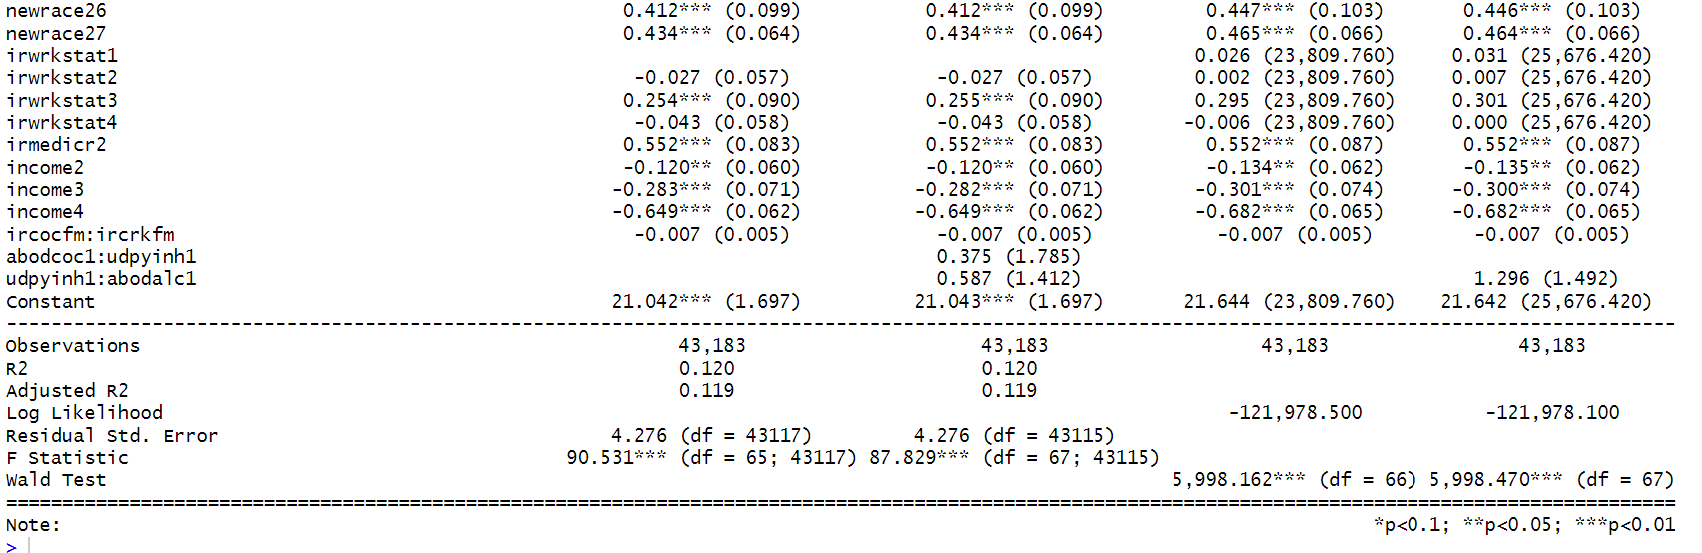 newrace26 0.412*** (0.099) 0.412*** (0.099) 0.447*** (0.103) 0.446*** (0.103)
newrace27 0.434*** (0.064) 0.434*** (0.064) 0.465*** (0.066) 0.464*** (0.066)
irwrkstat1 0.026 (23,809.760) 0.031 (25,676.420)
irwrkstat2 -0.027 (0.057) -0.027 (0.057) 0.002 (23,809.760) 0.007 (25,676.420)
irwrkstat3 0.254*** (0.090) 0.255*** (0.090) 0.295 (23,809.760) 0.301 (25,676.420)
irwrkstat4 -0.043 (0.058) -0.043 (0.058) -0.006 (23,809.760) 0.000 (25,676.420)
irmedicr2 0.552*** (0.083) 0.552*** (0.083) 0.552*** (0.087) 0.552*** (0.087)
income2 -0.120** (0.060) -0.120** (0.060) -0.134** (0.062) -0.135** (0.062)
income3 -0.283*** (0.071) -0.282*** (0.071) -0.301*** (0.074) -0.300*** (0.074)
income4 -0.649*** (0.062) -0.649*** (0.062) -0.682*** (0.065) -0.682*** (0.065)
ircocfm:ircrkfm -0.007 (0.005) -0.007 (0.005) -0.007 (0.005) -0.007 (0.005)
abodcoc1:udpyinh1 0.375 (1.785)
udpyinh1:abodalc1 0.587 (1.412) 1.296 (1.492)
Constant 21.042*** (1.697) 21.043*** (1.697) 21.644 (23,809.760) 21.642 (25,676.420)
Observations 43,183 43,183 43,183 43,183
R2 0.120 0.120
Adjusted R2 0.119 0.119
Log Likelihood -121,978.500 -121,978.100
Residual Std. Error 4.276 (df = 43117) 4.276 (df = 43115)
F Statistic 90.531*** (df = 65; 43117) 87.829*** (df = 67; 43115)
Wald Test 5,998.162*** (df = 66) 5,998.470*** (df = 67)
Note: *p<0.1; **p<0.05; ***p<0.01
>